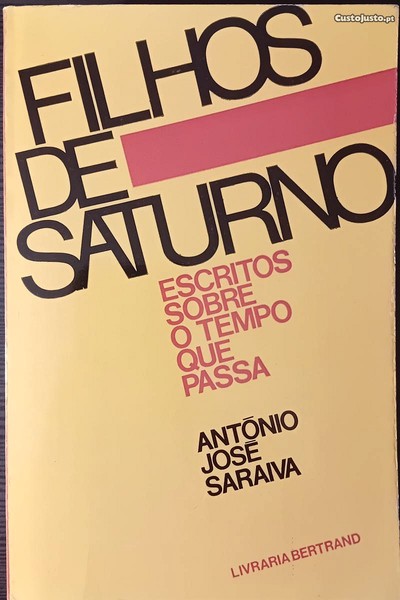 CustoJusto.pt
FILHOS
DE
SATURNO
ESCRITOS
SOBRE
O TEMPO
QUE
PASSA
ANTÓNIO
JOSÉ
SARAIVA
LIVRARIA BERTRAND